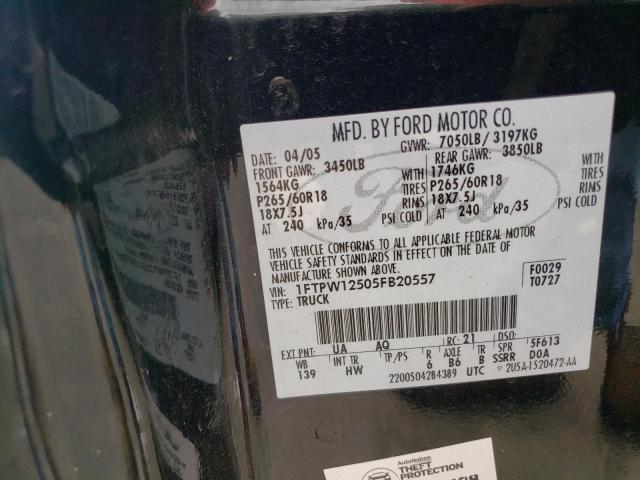 MFD. BY FORD MOTOR CO.
DATE: 04/05 GVWR: 7050LB/ 3197KG
FRONT GAWR: 3450LB REAR GAWR: 3850LB
1564KG WITH 1746KG WITH
P265/60R18 TIRES P265/60R18 TIRES
18X7.5J RIMS 18X7.5J RIMS
AT 240 kPa/35 PSI COLD AT 240 kPa/35 PSI COLD
THIS VEHICLE CONFORMS TO ALL APPLICABLE FEDERAL MOTOR
VEHICLE SAFETY STANDARDS IN EFFECT ON THE DATE OF
MANUFACTURE SHOWN ABOVE.
VIN: 1FTPW12505FB20557 F0029
TYPE: TRUCK T0727
EXT PNT: UA AQ RC: 21 DSO:
WB HW TP/PS R AXLE TR SPR 5F613
139 6 B6 B SSRR DOA
2200504284389 UTC ▽ 2U5A-1520472-AA
Ford
AutoNation
THEFT
PROTECTION